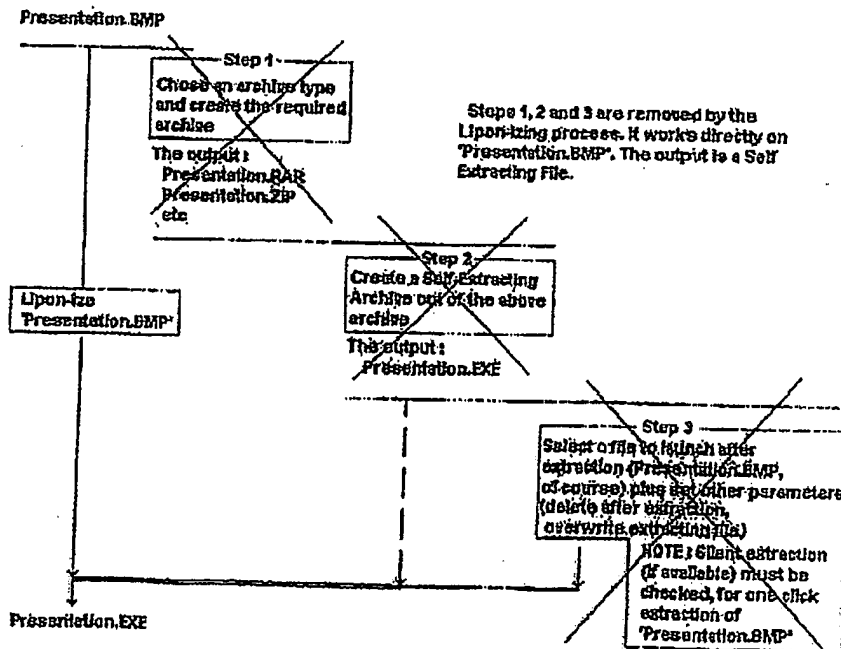 Presentation.BMP
Step 1
Chose an archive type
and create the required
archive
The output :
Presentation.RAR
Presentation.ZIP
etc
Stops 1, 2 and 3 are removed by the
Lipon-izing process. It works directly on
"Presentation.BMP". The output is a Self
Extracting File.
Step 2
Create a Self-Extracting
Archive out of the above
archive
The output :
Presentation.EXE
Lipon-ize
"Presentation.BMP"
Step 3
Select a file to launch after
extraction (Presentation.BMP,
of course) plus set other parameters
(delete after extraction,
overwrite extracting file)
NOTE : Silent extraction
(if available) must be
checked, for one click
extraction of
"Presentation.BMP"
Presentation.EXE